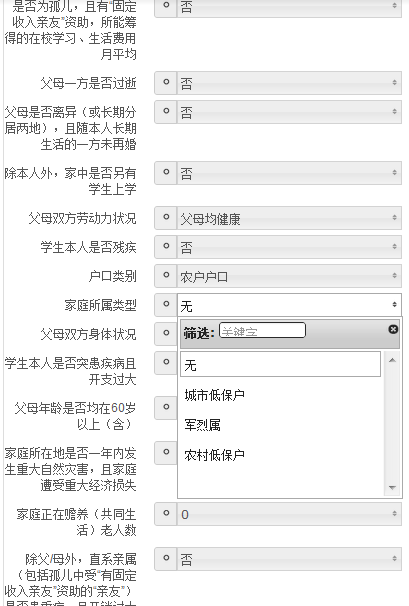 是否为孤儿，且有“固定
收入亲友”资助，所能筹
得的在校学习、生活费用
月平均
否
父母一方是否过逝
否
父母是否离异（或长期分
居两地），且随本人长期
生活的一方未再婚
否
除本人外，家中是否另有
学生上学
否
父母双方劳动力状况
父母均健康
学生本人是否残疾
否
户口类别
农户户口
家庭所属类型
无
筛选: 关键字
无
城市低保户
军烈属
农村低保户
父母双方身体状况
学生本人是否突患疾病且
开支过大
父母年龄是否均在60岁
以上（含）
家庭所在地是否一年内发
生重大自然灾害，且家庭
遭受重大经济损失
家庭正在赡养（共同生
活）老人数
0
除父/母外，直系亲属
（包括孤儿中受“有固定
收入资助的“亲友”）
否